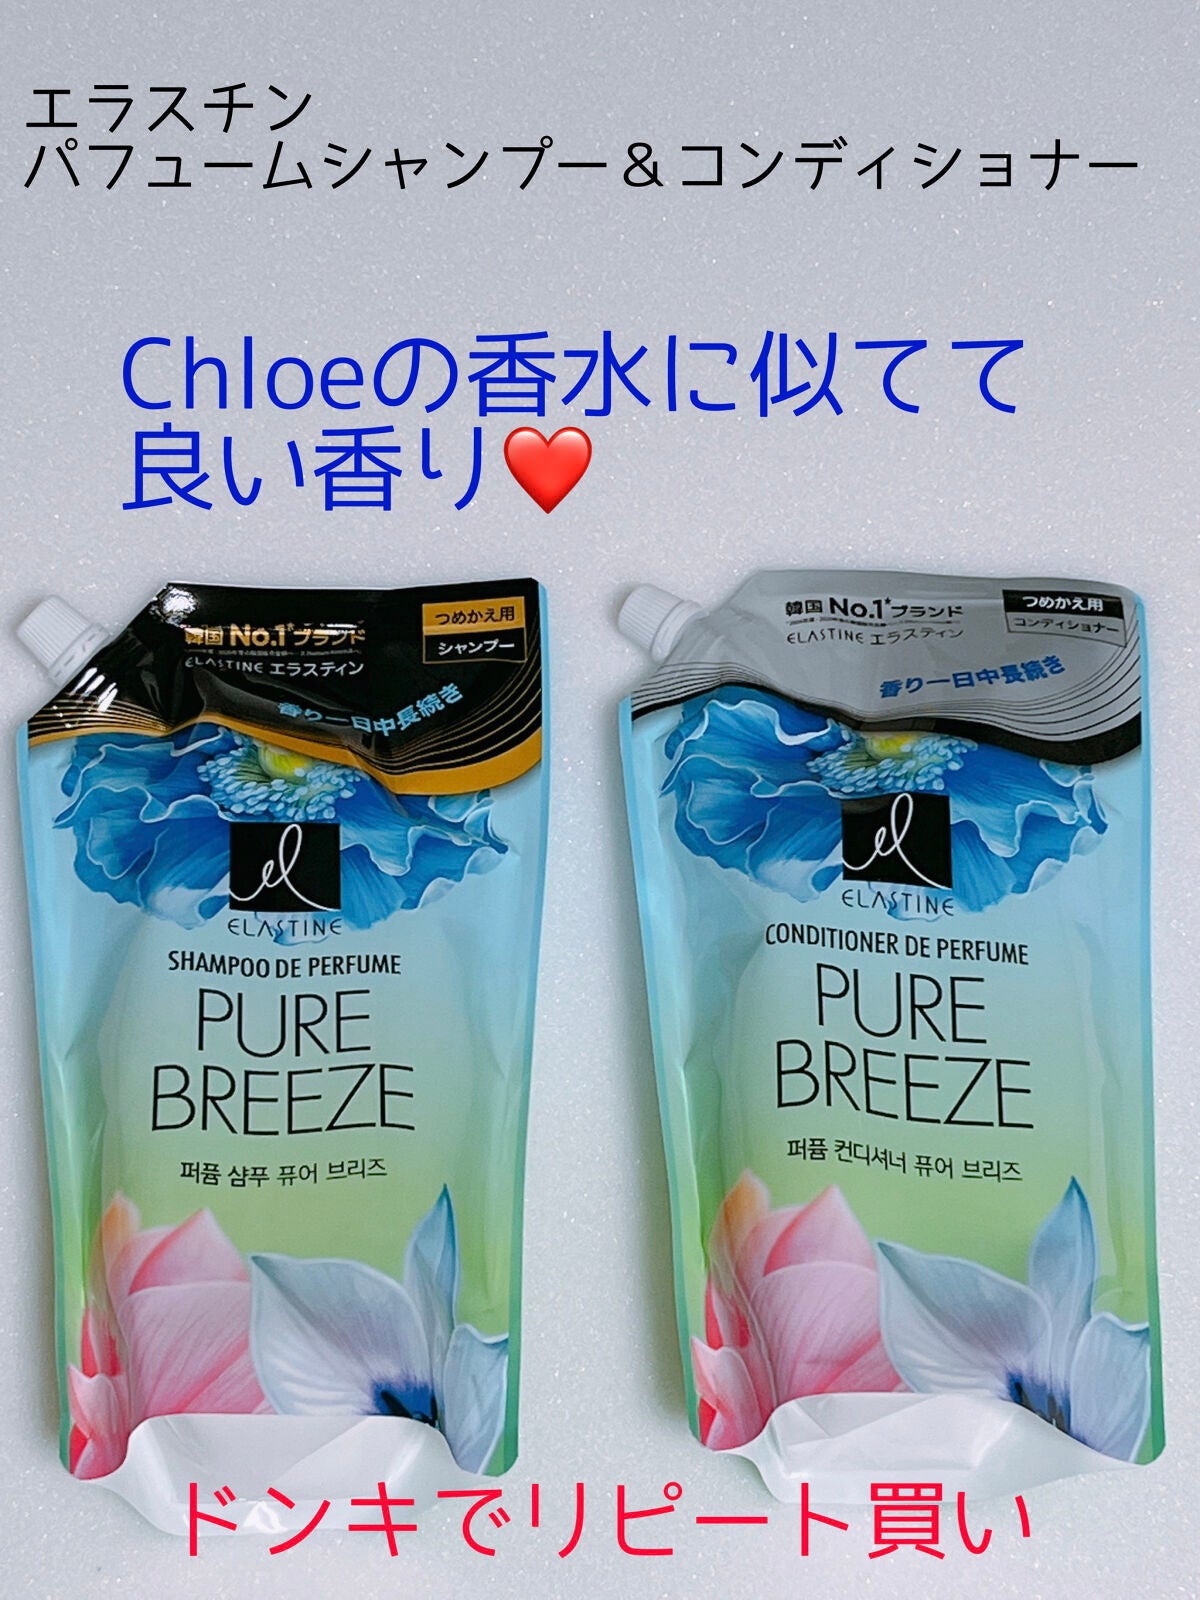 エラスチン
パフュームシャンプー＆コンディショナー
Chloeの香水に似てて
良い香り❤️
韓国 No.1*ブランド
ELASTINE エラスティン
つめかえ用
シャンプー
香り一日中長続き
el
ELASTINE
SHAMPOO DE PERFUME
PURE
BREEZE
퍼퓸 샴푸 퓨어 브리즈
韓国 No.1*ブランド
ELASTINE エラスティン
つめかえ用
コンディショナー
香り一日中長続き
el
ELASTINE
CONDITIONER DE PERFUME
PURE
BREEZE
퍼퓸 컨디셔너 퓨어 브리즈
ドンキでリピート買い